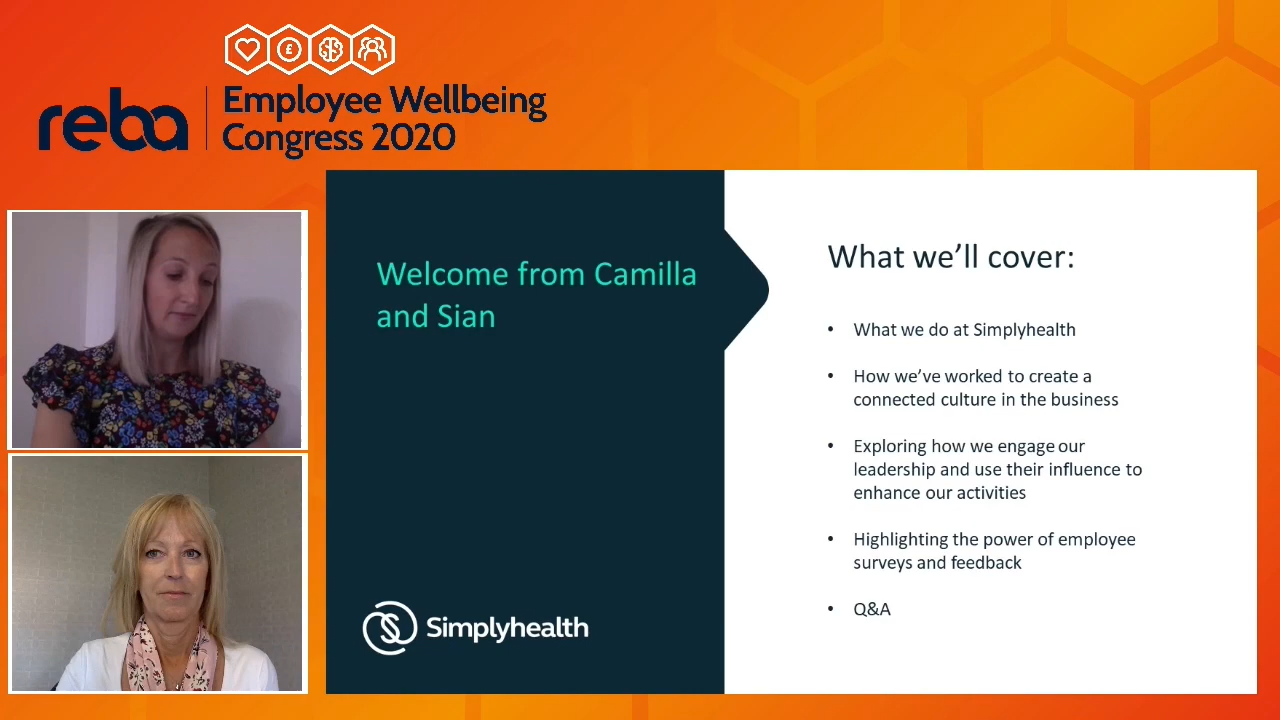 reba
Employee Wellbeing
Congress 2020
Welcome from Camilla
and Sian
Simplyhealth
What we'll cover:
• What we do at Simplyhealth
• How we've worked to create a
connected culture in the business
• Exploring how we engage our
leadership and use their influence to
enhance our activities
• Highlighting the power of employee
surveys and feedback
• Q&A